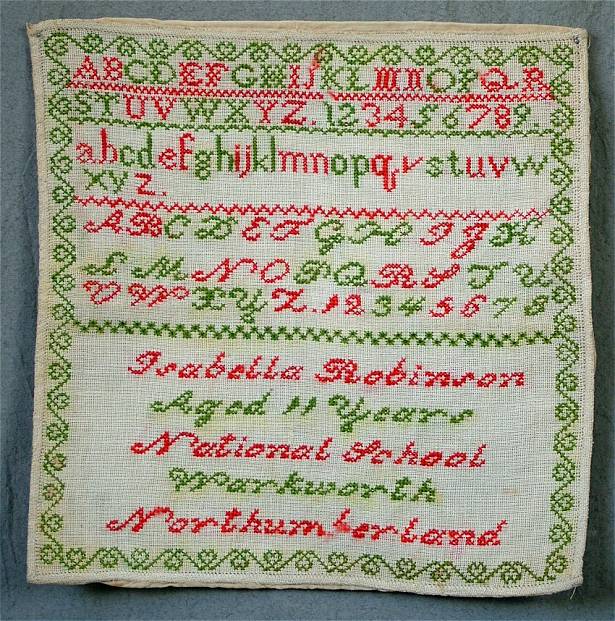 ABCDEFGHIJKLMNOPQR
STUVWXYZ.123456789.
abcdefghijklmnopqrstuvw
xyz.
ABCDEFGHIJK
LMNOPQRSTU
VWXYZ.12345678
Isabella Robinson
Aged 11 Years
National School
Warkworth
Northumberland